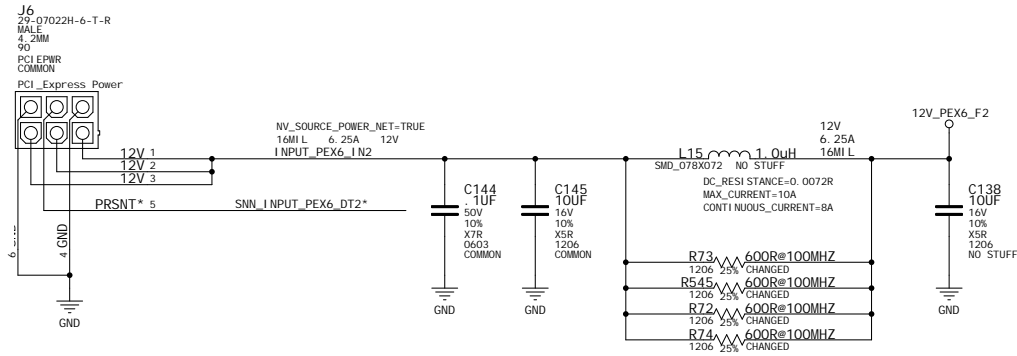 J6
29-07022H-6-T-R
MALE
4.2MM
90
PCIEPWR
COMMON
PCI_Express Power
12V 1
12V 2
12V 3
PRSNT* 5
SNN_INPUT_PEX6_DT2*
4 GND
GND
NV_SOURCE_POWER_NET=TRUE
16MIL 6.25A 12V
INPUT_PEX6_IN2
C144
.1UF
50V
10%
X7R
0603
COMMON
GND
C145
10UF
16V
10%
X5R
1206
COMMON
GND
L15 1.0uH
SMD_078X072 NO STUFF
DC_RESISTANCE=0.0072R
MAX_CURRENT=10A
CONTINUOUS_CURRENT=8A
R73 600R@100MHZ
1206 25% CHANGED
R545 600R@100MHZ
1206 25% CHANGED
R72 600R@100MHZ
1206 25% CHANGED
R74 600R@100MHZ
1206 25% CHANGED
12V
6.25A
16MIL
12V_PEX6_F2
C138
10UF
16V
10%
X5R
1206
NO STUFF
GND